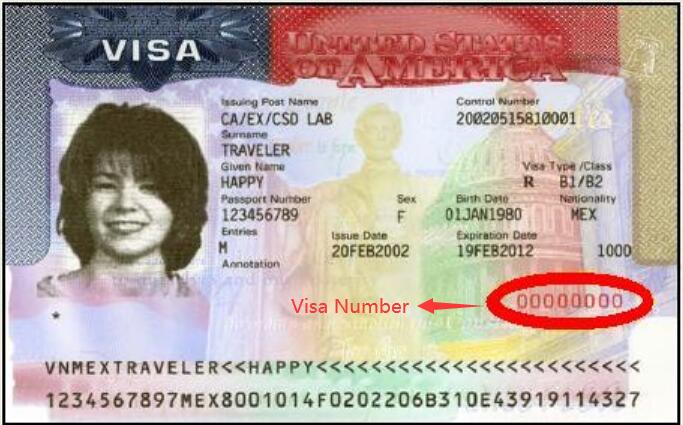 VISA
UNITED STATES OF AMERICA
Issuing Post Name Control Number
CA/EX/CSD LAB 20020515810001
Surname
TRAVELER
Given Name Visa Type /Class
HAPPY R B1/B2
Passport Number Sex Birth Date Nationality
123456789 F 01JAN1980 MEX
Entries Issue Date Expiration Date
M 20FEB2002 19FEB2012 1000
Annotation
Visa Number 00000000
*
VNMEXTRAVELER<<HAPPY<<<<<<<<<<<<<<<<<<<<<<<<
1234567897MEX8001014F0202206B310E43919114327